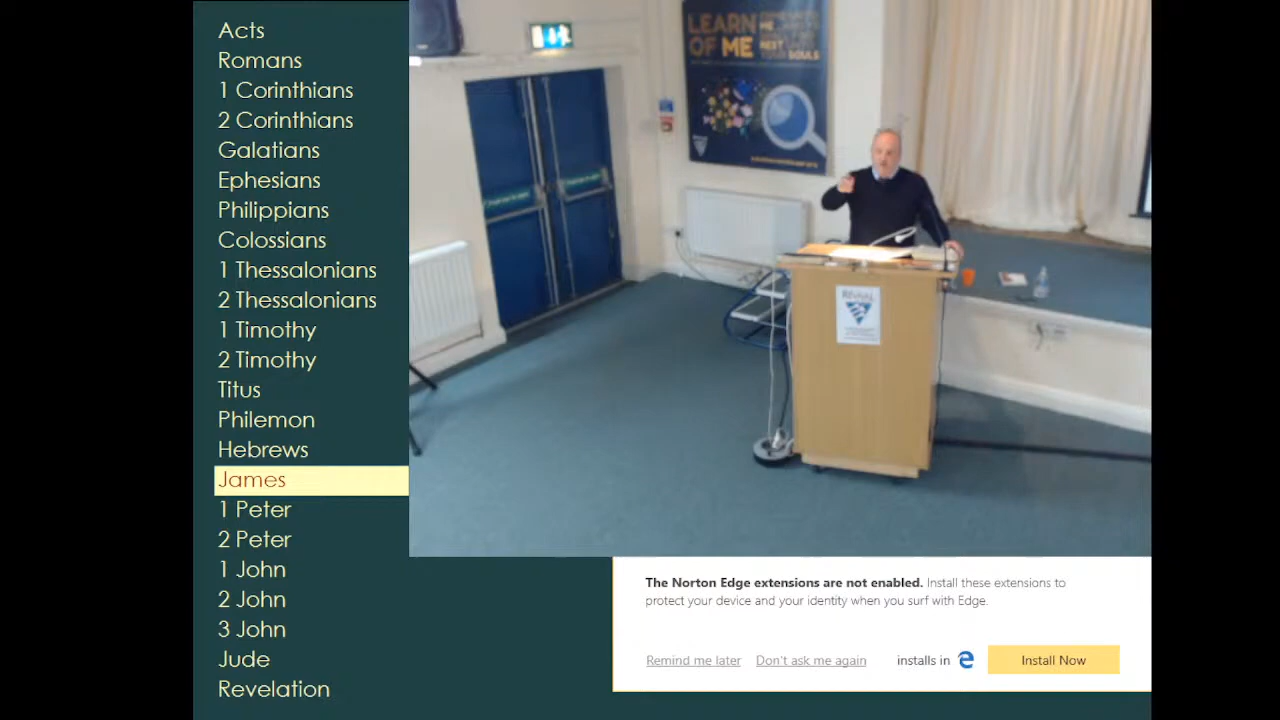 Acts
Romans
1 Corinthians
2 Corinthians
Galatians
Ephesians
Philippians
Colossians
1 Thessalonians
2 Thessalonians
1 Timothy
2 Timothy
Titus
Philemon
Hebrews
James
1 Peter
2 Peter
1 John
2 John
3 John
Jude
Revelation
LEARN
OF ME
REST
SOULS
REVIVAL
The Norton Edge extensions are not enabled. Install these extensions to
protect your device and your identity when you surf with Edge.
Remind me later
Don't ask me again
installs in
Install Now